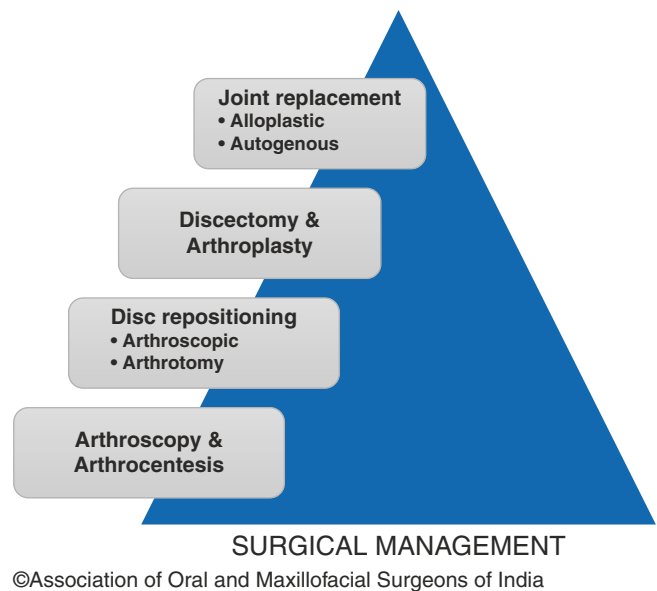 Joint replacement
• Alloplastic
• Autogenous
Discectomy &
Arthroplasty
Disc repositioning
• Arthroscopic
• Arthrotomy
Arthroscopy &
Arthrocentesis
SURGICAL MANAGEMENT
©Association of Oral and Maxillofacial Surgeons of India